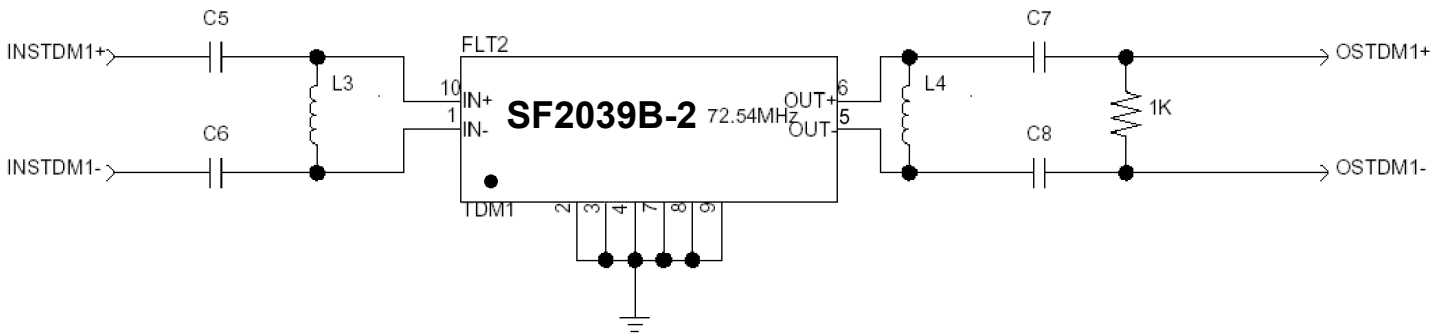 C5
C7
INSTDM1+
FLT2
OSTDM1+
L3
10
IN+
SF2039B-2
72.54MHz
OUT+
6
L4
1K
1
IN-
OUT-
5
C6
C8
INSTDM1-
OSTDM1-
TDM1
2
3
4
7
8
9